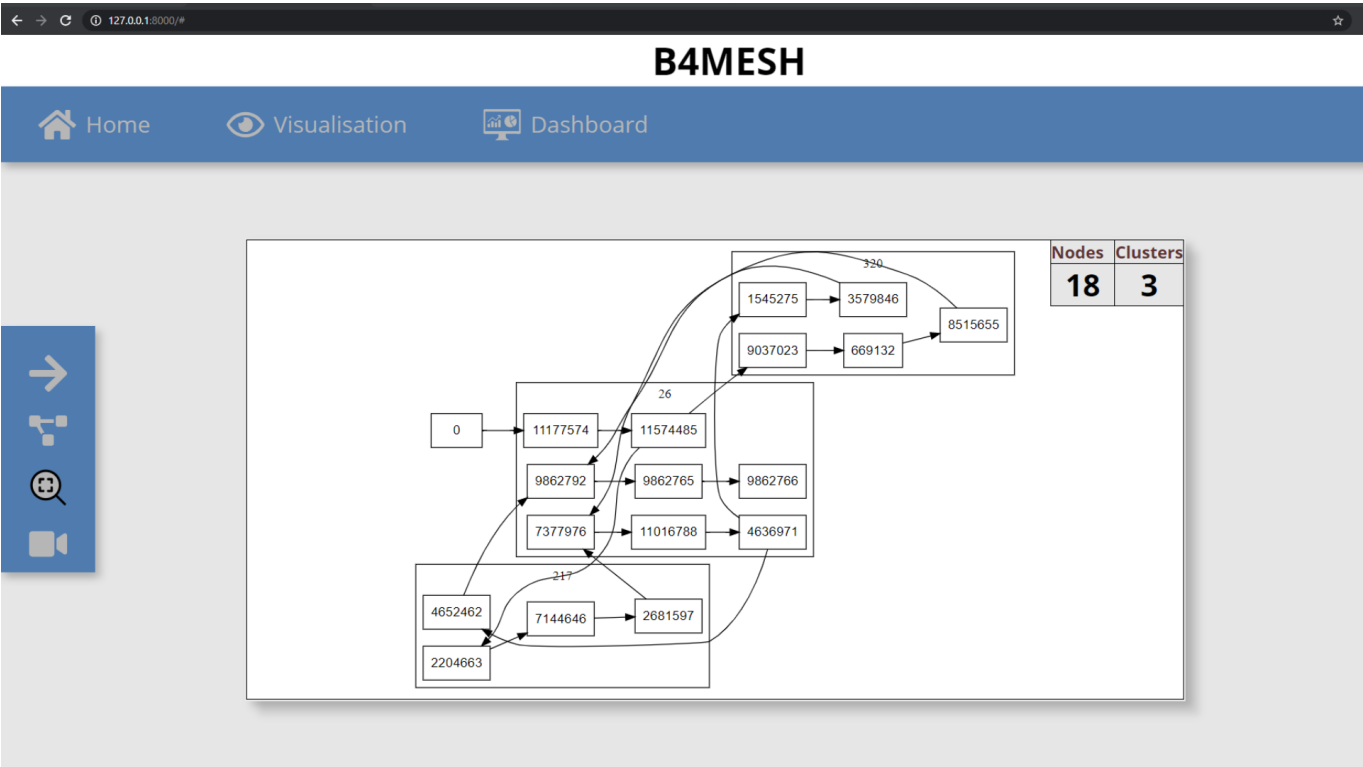 127.0.0.1:8000/#
B4MESH
Home Visualisation Dashboard
Nodes Clusters
18 3
320
1545275 3579846
8515655
9037023 669132
26
0 11177574 11574485
9862792 9862765 9862766
7377976 11016788 4636971
217
4652462 7144646 2681597
2204663